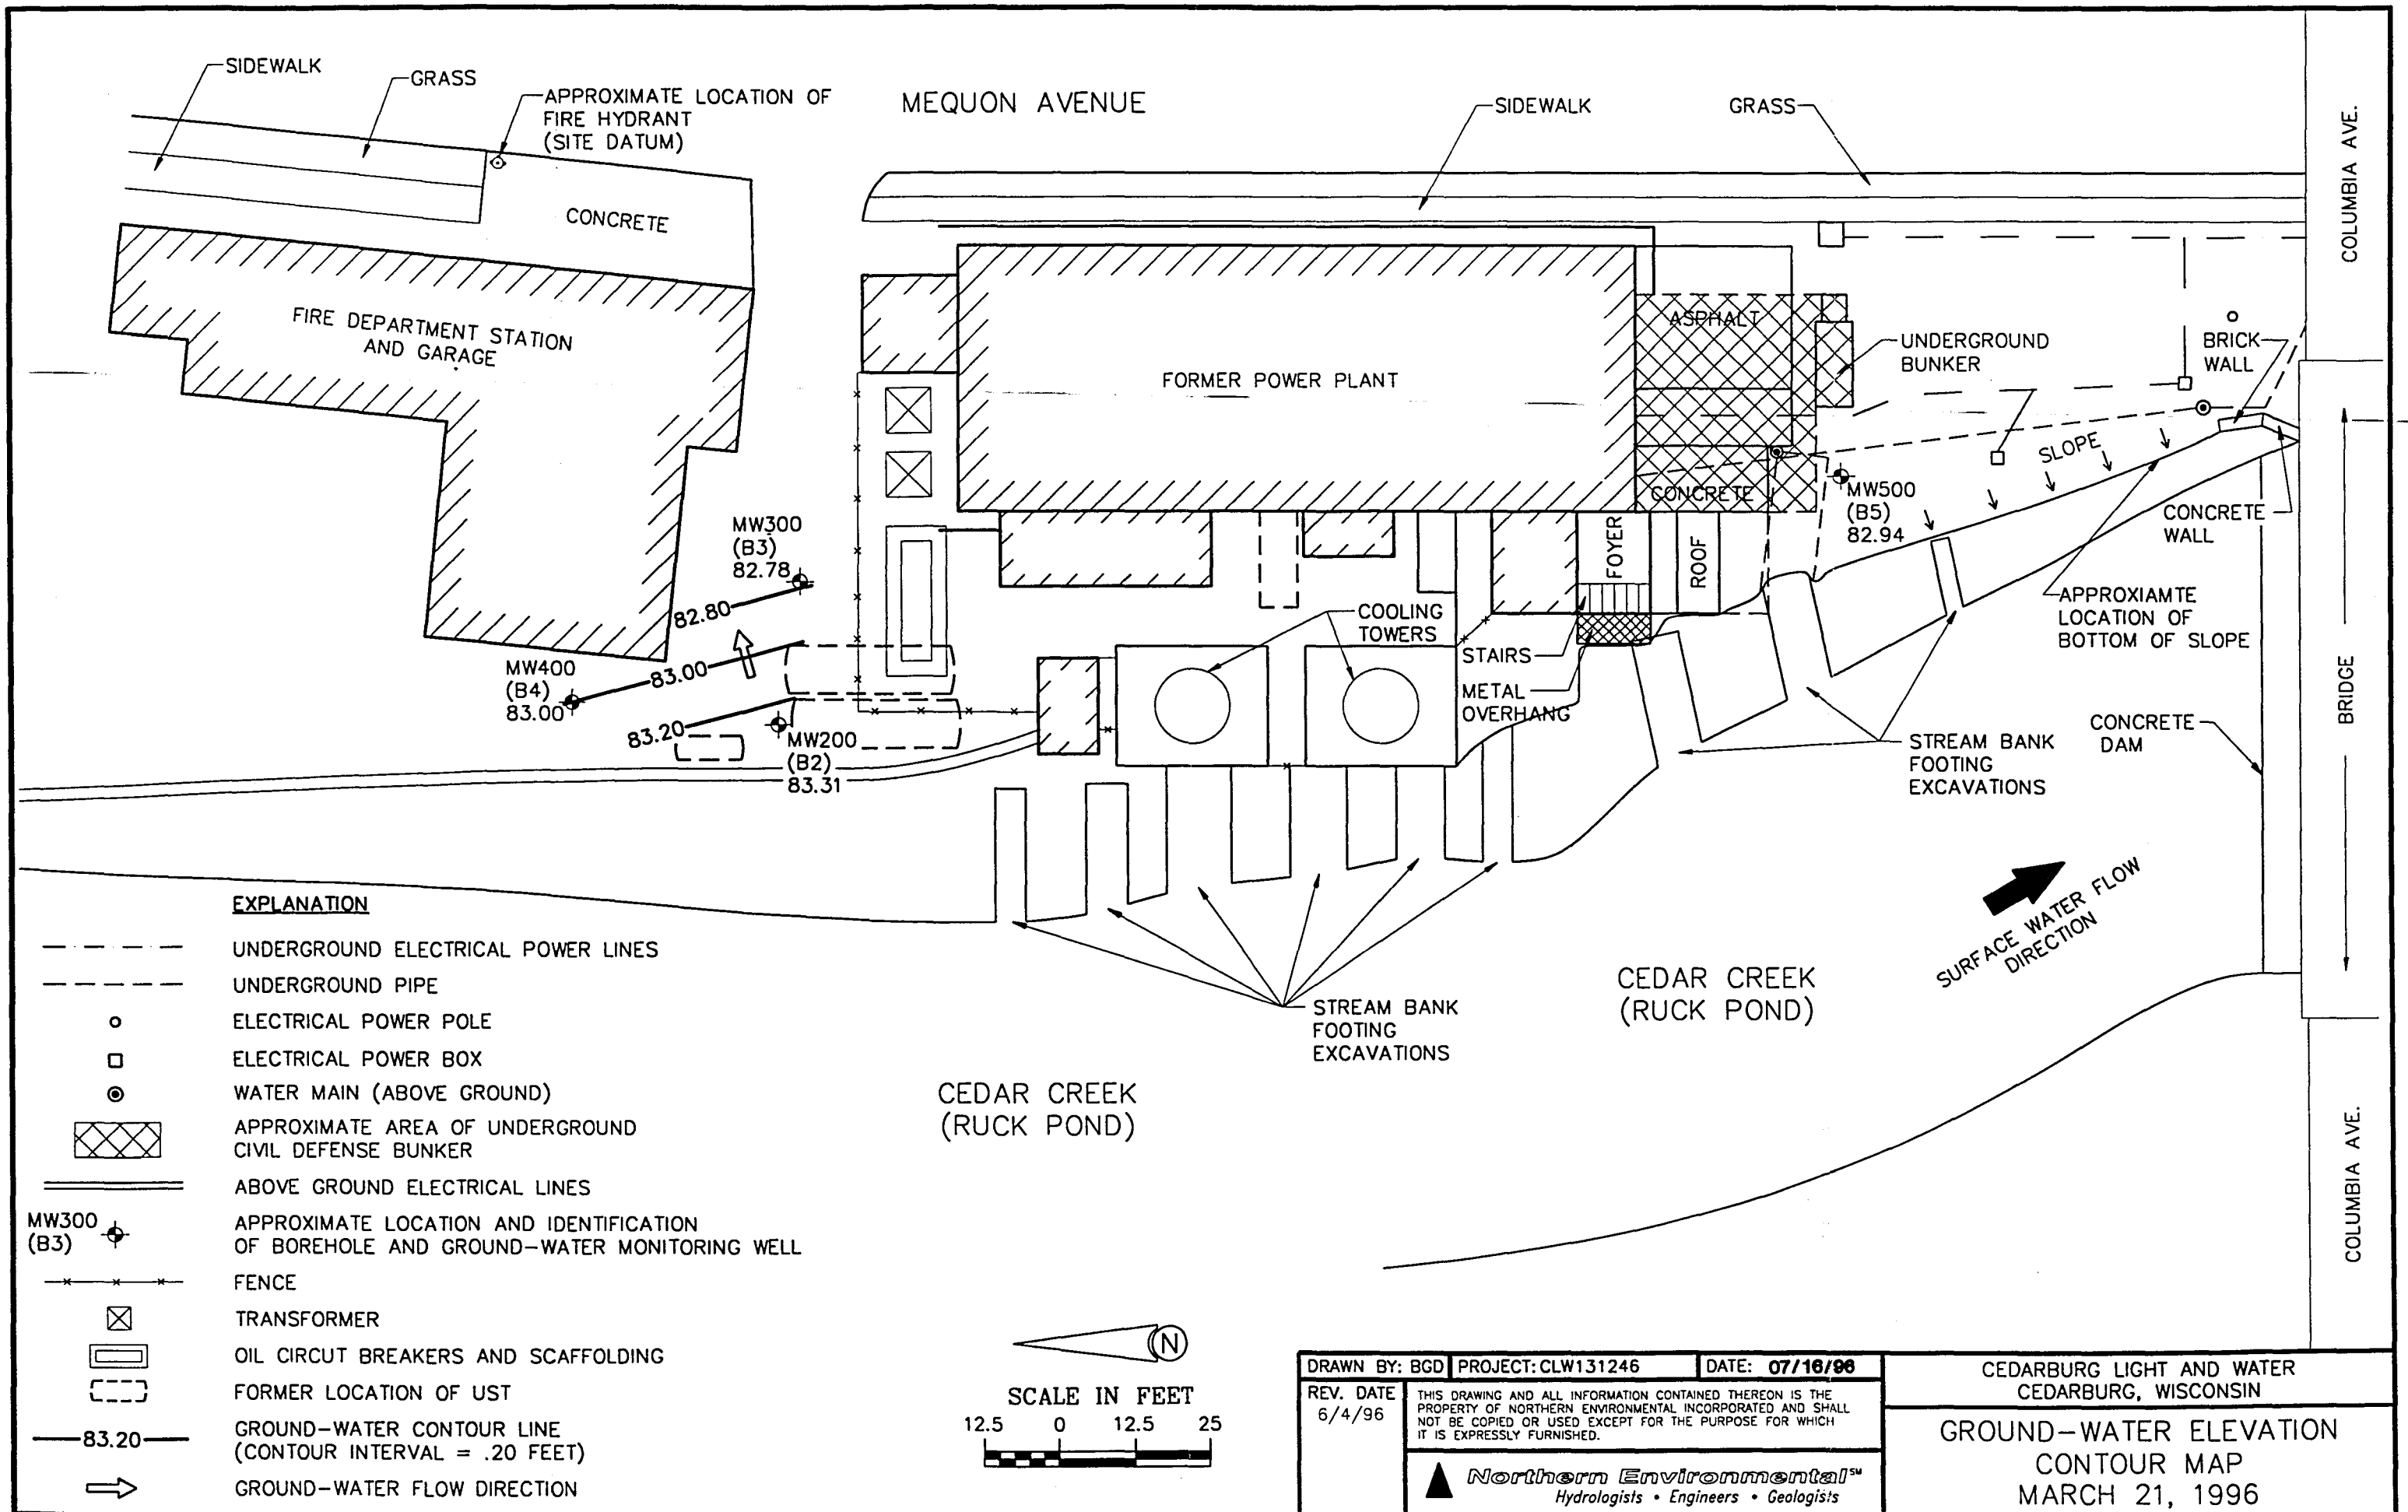 SIDEWALK
GRASS
APPROXIMATE LOCATION OF
FIRE HYDRANT
(SITE DATUM)
MEQUON AVENUE
SIDEWALK
GRASS
COLUMBIA AVE.
CONCRETE
FIRE DEPARTMENT STATION
AND GARAGE
FORMER POWER PLANT
ASPHALT
UNDERGROUND
BUNKER
BRICK
WALL
SLOPE
CONCRETE
MW500
(B5)
82.94
CONCRETE
WALL
MW300
(B3)
82.78
82.80
FOYER
ROOF
APPROXIAMTE
LOCATION OF
BOTTOM OF SLOPE
COOLING
TOWERS
STAIRS
METAL
OVERHANG
MW400
(B4)
83.00
83.00
83.20
MW200
(B2)
83.31
BRIDGE
CONCRETE
DAM
STREAM BANK
FOOTING
EXCAVATIONS
SURFACE WATER FLOW
DIRECTION
CEDAR CREEK
(RUCK POND)
STREAM BANK
FOOTING
EXCAVATIONS
CEDAR CREEK
(RUCK POND)
COLUMBIA AVE.
EXPLANATION
UNDERGROUND ELECTRICAL POWER LINES
UNDERGROUND PIPE
ELECTRICAL POWER POLE
ELECTRICAL POWER BOX
WATER MAIN (ABOVE GROUND)
APPROXIMATE AREA OF UNDERGROUND
CIVIL DEFENSE BUNKER
ABOVE GROUND ELECTRICAL LINES
MW300
(B3)
APPROXIMATE LOCATION AND IDENTIFICATION
OF BOREHOLE AND GROUND-WATER MONITORING WELL
FENCE
TRANSFORMER
OIL CIRCUT BREAKERS AND SCAFFOLDING
FORMER LOCATION OF UST
83.20
GROUND-WATER CONTOUR LINE
(CONTOUR INTERVAL = .20 FEET)
GROUND-WATER FLOW DIRECTION
N
SCALE IN FEET
12.5 0 12.5 25
DRAWN BY: BGD PROJECT: CLW131246 DATE: 07/16/96
REV. DATE
6/4/96
THIS DRAWING AND ALL INFORMATION CONTAINED THEREON IS THE
PROPERTY OF NORTHERN ENVIRONMENTAL INCORPORATED AND SHALL
NOT BE COPIED OR USED EXCEPT FOR THE PURPOSE FOR WHICH
IT IS EXPRESSLY FURNISHED.
Northern Environmental SM
Hydrologists • Engineers • Geologists
CEDARBURG LIGHT AND WATER
CEDARBURG, WISCONSIN
GROUND-WATER ELEVATION
CONTOUR MAP
MARCH 21, 1996